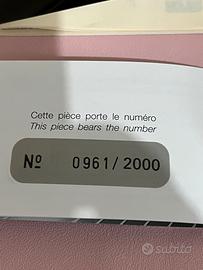 Cette pièce porte le numéro
This piece bears the number
Nº 0961/2000
subito